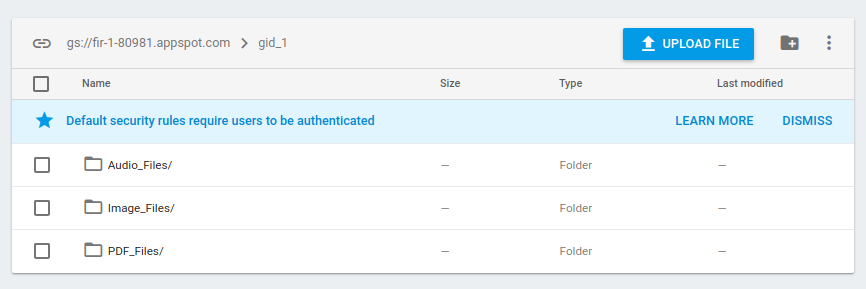 gs://fir-1-80981.appspot.com > gid_1 UPLOAD FILE
Name Size Type Last modified
Default security rules require users to be authenticated LEARN MORE DISMISS
Audio_Files/ — Folder —
Image_Files/ — Folder —
PDF_Files/ — Folder —